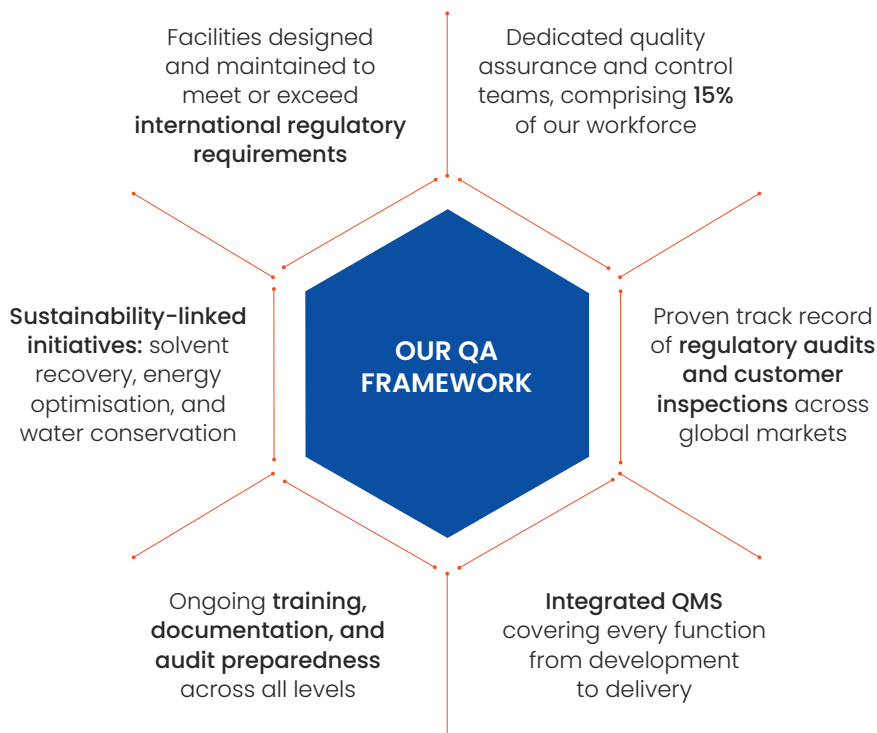 Facilities designed
and maintained to
meet or exceed
international regulatory
requirements
Dedicated quality
assurance and control
teams, comprising 15%
of our workforce
Sustainability-linked
initiatives: solvent
recovery, energy
optimisation, and
water conservation
OUR QA
FRAMEWORK
Proven track record
of regulatory audits
and customer
inspections across
global markets
Ongoing training,
documentation, and
audit preparedness
across all levels
Integrated QMS
covering every function
from development
to delivery